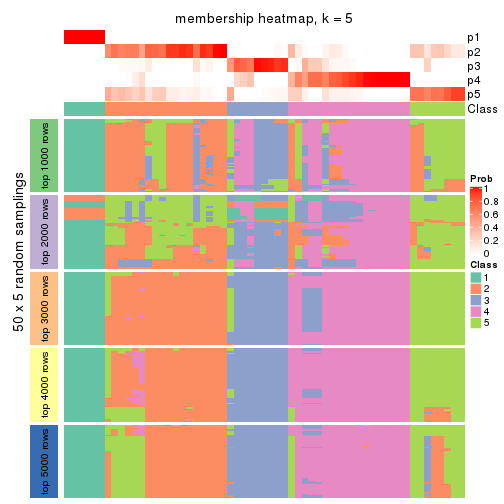 membership heatmap, k = 5
p1
p2
p3
p4
p5
Class
50 x 5 random samplings
top 1000 rows
top 2000 rows
top 3000 rows
top 4000 rows
top 5000 rows
Prob
1
0.8
0.6
0.4
0.2
0
Class
1
2
3
4
5